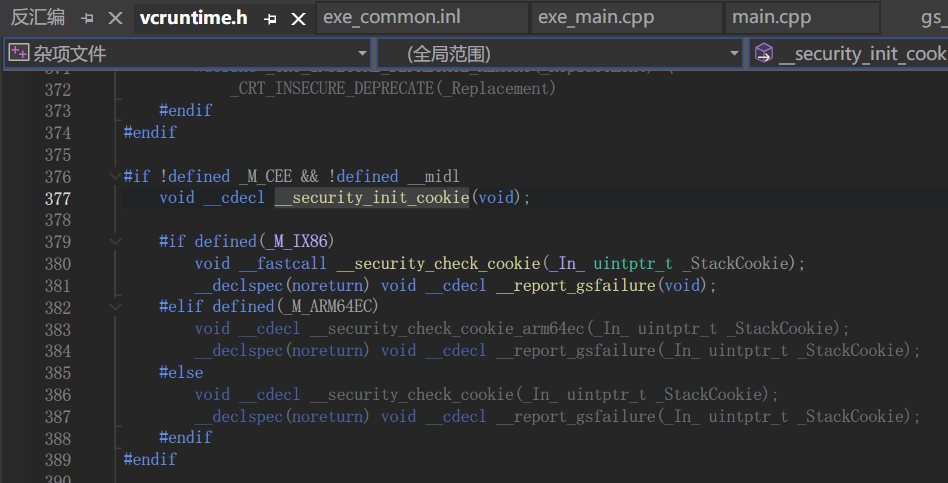 反汇编 vcruntime.h exe_common.inl exe_main.cpp main.cpp gs_
杂项文件 (全局范围) __security_init_cook
372 _CRT_INSECURE_DEPRECATE(_Replacement)
373 #endif
374 #endif
375
376 #if !defined _M_CEE && !defined __midl
377 void __cdecl __security_init_cookie(void);
378
379 #if defined(_M_IX86)
380 void __fastcall __security_check_cookie(_In_ uintptr_t _StackCookie);
381 __declspec(noreturn) void __cdecl __report_gsfailure(void);
382 #elif defined(_M_ARM64EC)
383 void __cdecl __security_check_cookie_arm64ec(_In_ uintptr_t _StackCookie);
384 __declspec(noreturn) void __cdecl __report_gsfailure(_In_ uintptr_t _StackCookie);
385 #else
386 void __cdecl __security_check_cookie(_In_ uintptr_t _StackCookie);
387 __declspec(noreturn) void __cdecl __report_gsfailure(_In_ uintptr_t _StackCookie);
388 #endif
389 #endif